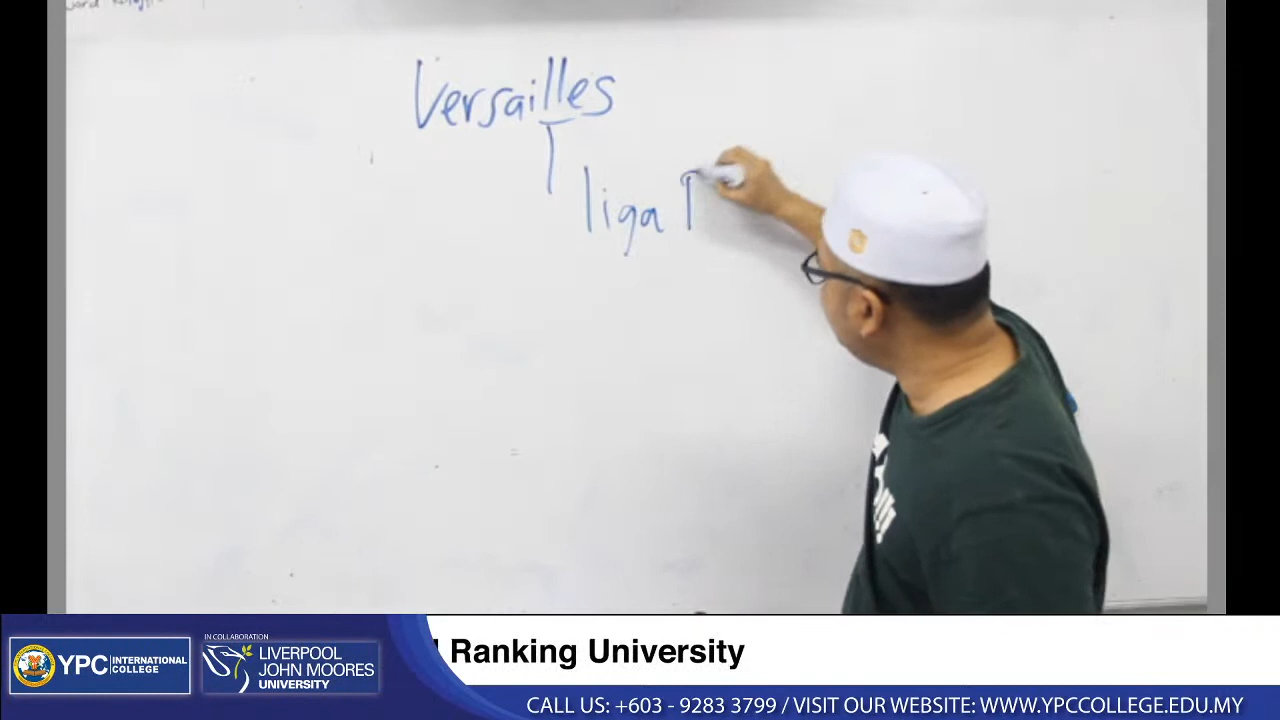 Versailles
liga
YPC INTERNATIONAL COLLEGE
IN COLLABORATION
LIVERPOOL
JOHN MOORES
UNIVERSITY
Ranking University
CALL US: +603 - 9283 3799 / VISIT OUR WEBSITE: WWW.YPCCOLLEGE.EDU.MY